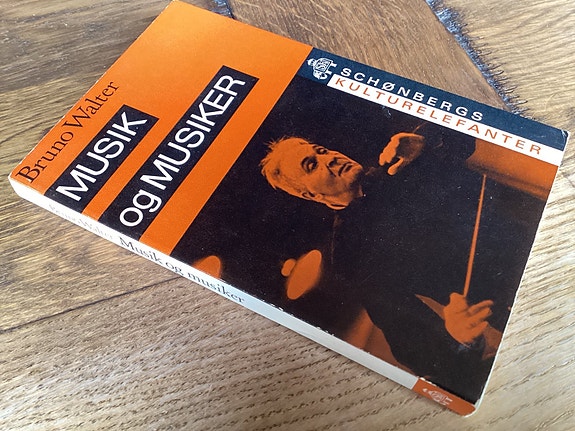 Bruno Walter
MUSIK
og MUSIKER
SCHØNBERGS
KULTURELEFANTER
Bruno Walter Musik og musiker